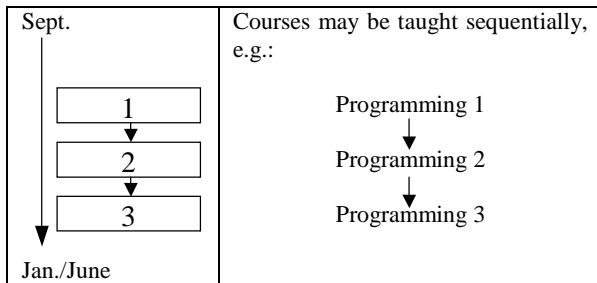 Sept.
1
2
3
Jan./June
Courses may be taught sequentially,
e.g.:
Programming 1
Programming 2
Programming 3